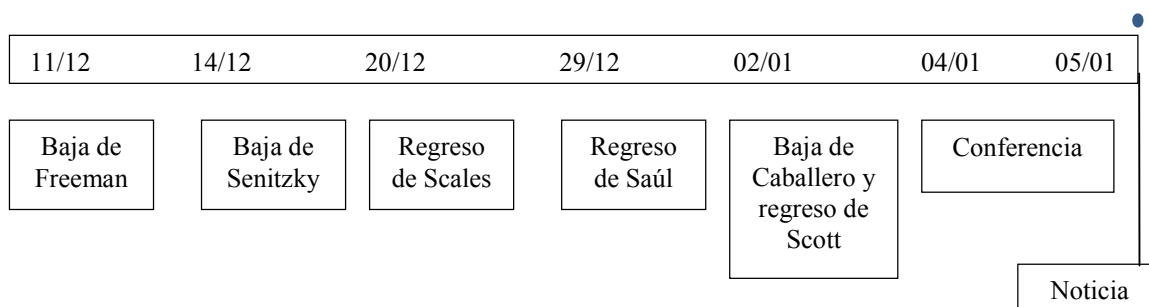 11/12 14/12 20/12 29/12 02/01 04/01 05/01
Baja de
Freeman
Baja de
Senitzky
Regreso
de Scales
Regreso
de Saúl
Baja de
Caballero y
regreso de
Scott
Conferencia
Noticia